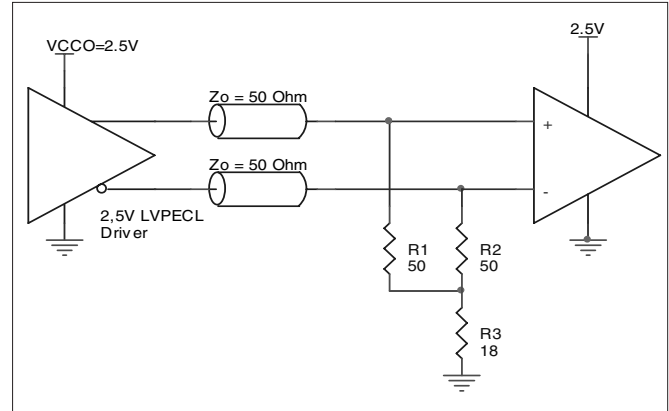 VCCO=2.5V
2.5V
Zo = 50 Ohm
+
Zo = 50 Ohm
-
2,5V LVPECL
Driver
R1
50
R2
50
R3
18